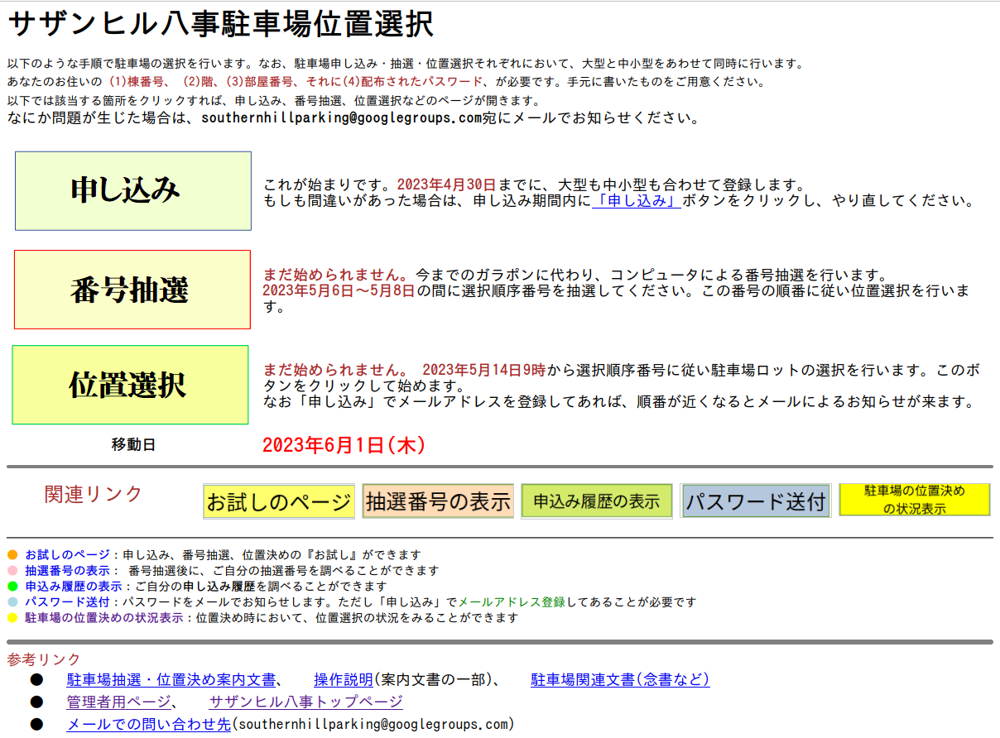 サザンヒル八事駐車場位置選択
以下のような手順で駐車場の選択を行います。なお、駐車場申し込み・抽選・位置選択それぞれにおいて、大型と中小型をあわせて同時に行います。
あなたのお住いの (1)棟番号、 (2)階、(3)部屋番号、それに(4)配布されたパスワード、が必要です。手元に書いたものをご用意ください。
以下では該当する箇所をクリックすれば、申し込み、番号抽選、位置選択などのページが開きます。
なにか問題が生じた場合は、southernhillparking@googlegroups.com宛にメールでお知らせください。
申し込み
これが始まりです。2023年4月30日までに、大型も中小型も合わせて登録します。
もしも間違いがあった場合は、申し込み期間内に「申し込み」ボタンをクリックし、やり直してください。
番号抽選
まだ始められません。今までのガラポンに代わり、コンピュータによる番号抽選を行います。
2023年5月6日～5月8日の間に選択順序番号を抽選してください。この番号の順番に従い位置選択を行いま
す。
位置選択
まだ始められません。 2023年5月14日9時から選択順序番号に従い駐車場ロットの選択を行います。このボ
タンをクリックして始めます。
なお「申し込み」でメールアドレスを登録してあれば、順番が近くなるとメールによるお知らせが来ます。
移動日 2023年6月1日(木)
関連リンク お試しのページ 抽選番号の表示 申込み履歴の表示 パスワード送付 駐車場の位置決め
の状況表示
お試しのページ：申し込み、番号抽選、位置決めの『お試し』ができます
抽選番号の表示： 番号抽選後に、ご自分の抽選番号を調べることができます
申込み履歴の表示：ご自分の申し込み履歴を調べることができます
パスワード送付：パスワードをメールでお知らせします。ただし「申し込み」でメールアドレス登録してあることが必要です
駐車場の位置決めの状況表示：位置決め時において、位置選択の状況をみることができます
参考リンク
● 駐車場抽選・位置決め案内文書、 操作説明(案内文書の一部)、 駐車場関連文書(念書など)
● 管理者用ページ、 サザンヒル八事トップページ
● メールでの問い合わせ先(southernhillparking@googlegroups.com)